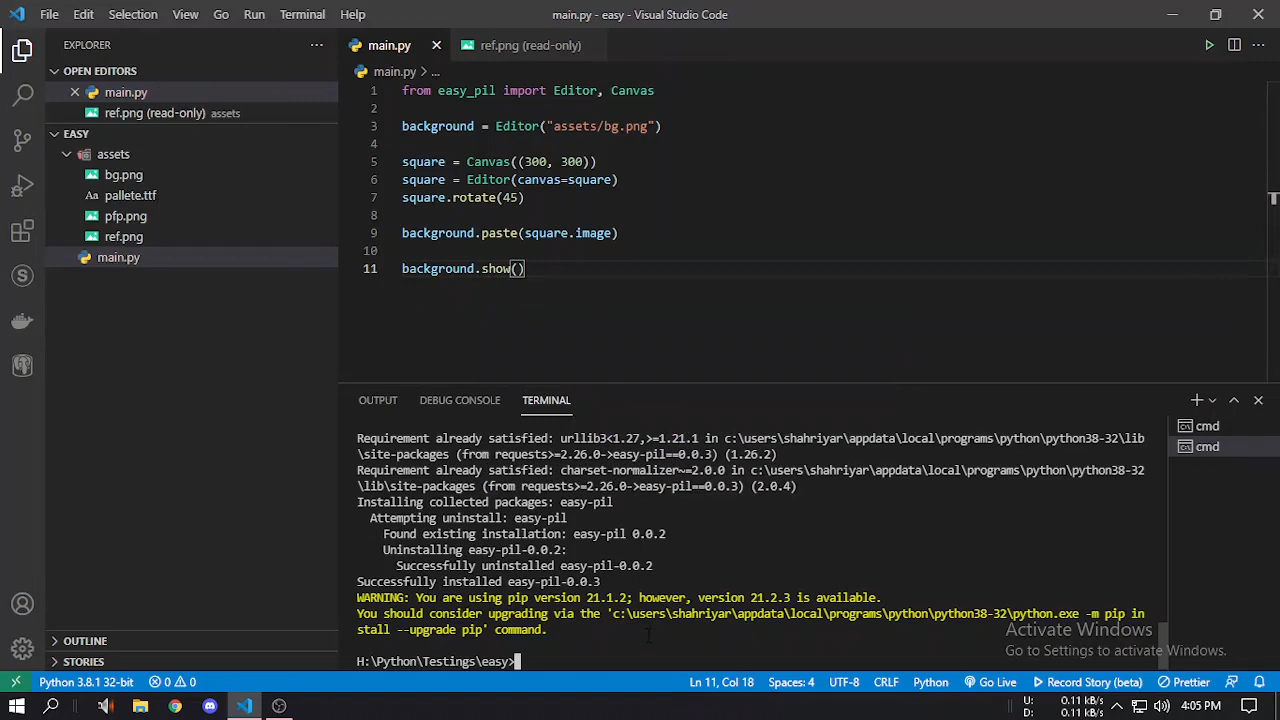 File Edit Selection View Go Run Terminal Help
main.py - easy - Visual Studio Code
EXPLORER
OPEN EDITORS
main.py
ref.png (read-only) assets
EASY
assets
bg.png
Aa pallete.ttf
pfp.png
ref.png
main.py
OUTLINE
STORIES
main.py
ref.png (read-only)
main.py > ...
1 from easy_pil import Editor, Canvas
2
3 background = Editor("assets/bg.png")
4
5 square = Canvas((300, 300))
6 square = Editor(canvas=square)
7 square.rotate(45)
8
9 background.paste(square.image)
10
11 background.show()
OUTPUT DEBUG CONSOLE TERMINAL
cmd
cmd
Requirement already satisfied: urllib3<1.27,>=1.21.1 in c:\users\shahriyar\appdata\local\programs\python\python38-32\lib
\site-packages (from requests>=2.26.0->easy-pil==0.0.3) (1.26.2)
Requirement already satisfied: charset-normalizer~=2.0.0 in c:\users\shahriyar\appdata\local\programs\python\python38-32
\lib\site-packages (from requests>=2.26.0->easy-pil==0.0.3) (2.0.4)
Installing collected packages: easy-pil
Attempting uninstall: easy-pil
Found existing installation: easy-pil 0.0.2
Uninstalling easy-pil-0.0.2:
Successfully uninstalled easy-pil-0.0.2
Successfully installed easy-pil-0.0.3
WARNING: You are using pip version 21.1.2; however, version 21.2.3 is available.
You should consider upgrading via the 'c:\users\shahriyar\appdata\local\programs\python\python38-32\python.exe -m pip in
stall --upgrade pip' command.
H:\Python\Testings\easy>
Activate Windows
Go to Settings to activate Windows.
Python 3.8.1 32-bit 0 0
Ln 11, Col 18 Spaces: 4 UTF-8 CRLF Python Go Live Record Story (beta) Prettier
U: 0.11 kB/s
D: 0.11 kB/s
4:05 PM